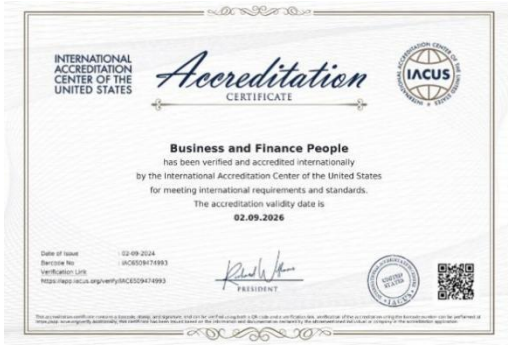 INTERNATIONAL
ACCREDITATION
CENTER OF THE
UNITED STATES
Accreditation
CERTIFICATE
IACUS
Business and Finance People
has been verified and accredited internationally
by the International Accreditation Center of the United States
for meeting international requirements and standards.
The accreditation validity date is
02.09.2026
Date of Issue : 02-09-2024
Barcode No : IAC6509474993
Verification Link
https://app.iacus.org/verify/IAC6509474993
PRESIDENT
UNITED
STATES